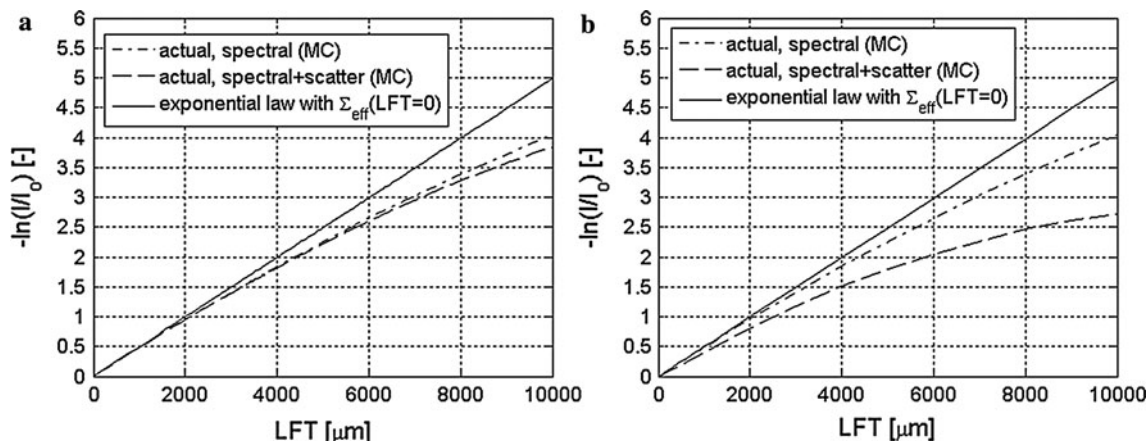 a
6
5.5
5
4.5
4
3.5
3
2.5
2
1.5
1
0.5
0
-ln(I/I₀) [-]
actual, spectral (MC)
actual, spectral+scatter (MC)
exponential law with Σeff(LFT=0)
0 2000 4000 6000 8000 10000
LFT [μm]
b
6
5.5
5
4.5
4
3.5
3
2.5
2
1.5
1
0.5
0
-ln(I/I₀) [-]
actual, spectral (MC)
actual, spectral+scatter (MC)
exponential law with Σeff(LFT=0)
0 2000 4000 6000 8000 10000
LFT [μm]